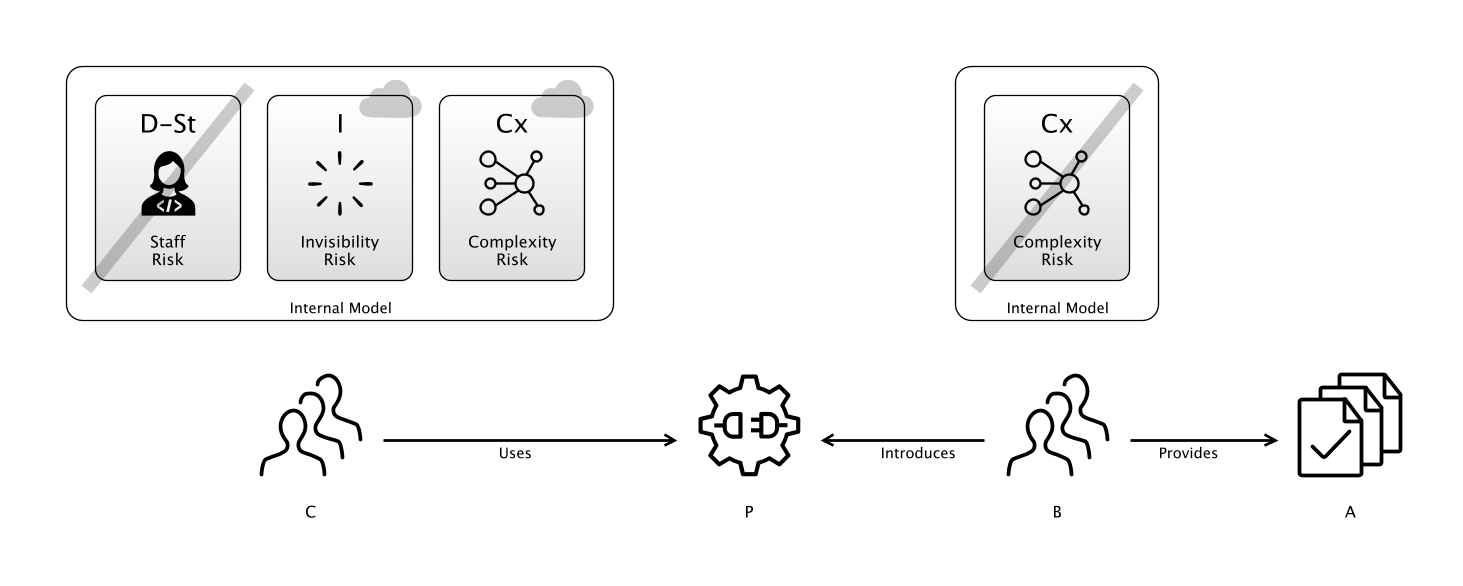 D-St
Staff
Risk
I
Invisibility
Risk
Cx
Complexity
Risk
Internal Model
Cx
Complexity
Risk
Internal Model
</>
Uses
Introduces
Provides
C
P
B
A